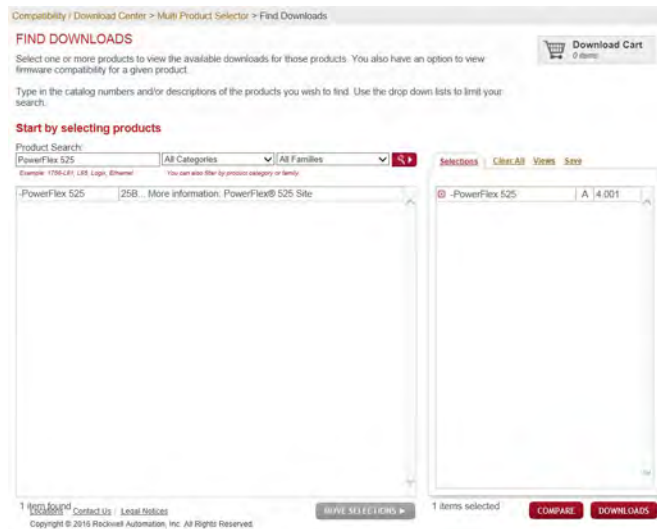 Compatibility / Download Center > Multi Product Selector > Find Downloads
FIND DOWNLOADS
Download Cart
0 items
Select one or more products to view the available downloads for those products. You also have an option to view
firmware compatibility for a given product.
Type in the catalog numbers and/or descriptions of the products you wish to find. Use the drop down lists to limit your
search.
Start by selecting products
Product Search:
PowerFlex 525 All Categories All Families
Example: 1756-L61, L65, Logix, Ethernet You can also filter by product category or family.
Selections Clear All Views Save
-PowerFlex 525 25B... More information: PowerFlex® 525 Site
-PowerFlex 525 A 4.001
1 item found
MOVE SELECTIONS
1 items selected
COMPARE DOWNLOADS
Locations Contact Us Legal Notices
Copyright © 2016 Rockwell Automation, Inc. All Rights Reserved.